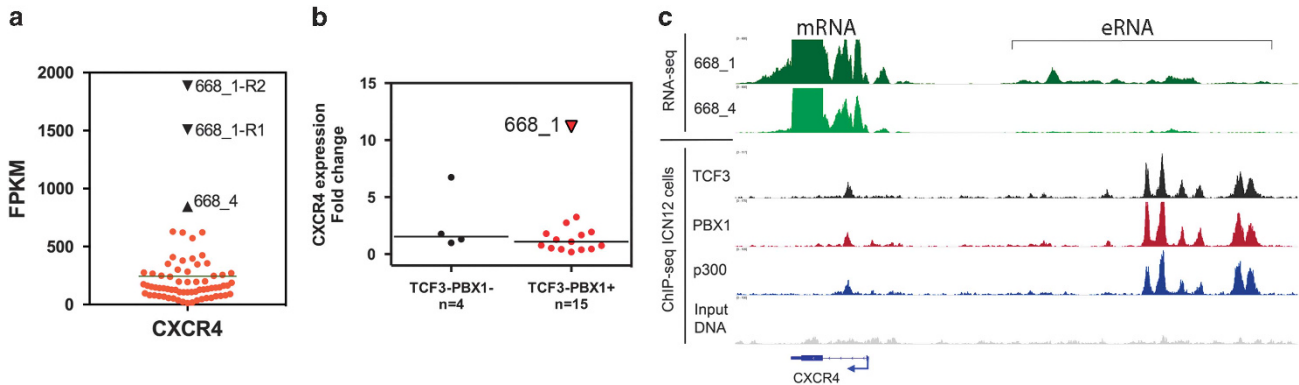 a
2000
1500
1000
500
0
FPKM
668_1-R2
668_1-R1
668_4
CXCR4
b
15
10
5
0
CXCR4 expression
Fold change
668_1
TCF3-PBX1-
n=4
TCF3-PBX1+
n=15
c
mRNA
eRNA
RNA-seq
668_1
668_4
ChIP-seq ICN12 cells
TCF3
PBX1
p300
Input
DNA
CXCR4